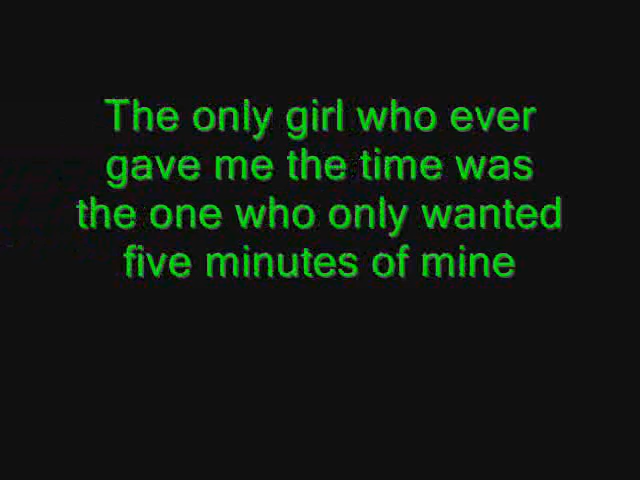 The only girl who ever
gave me the time was
the one who only wanted
five minutes of mine